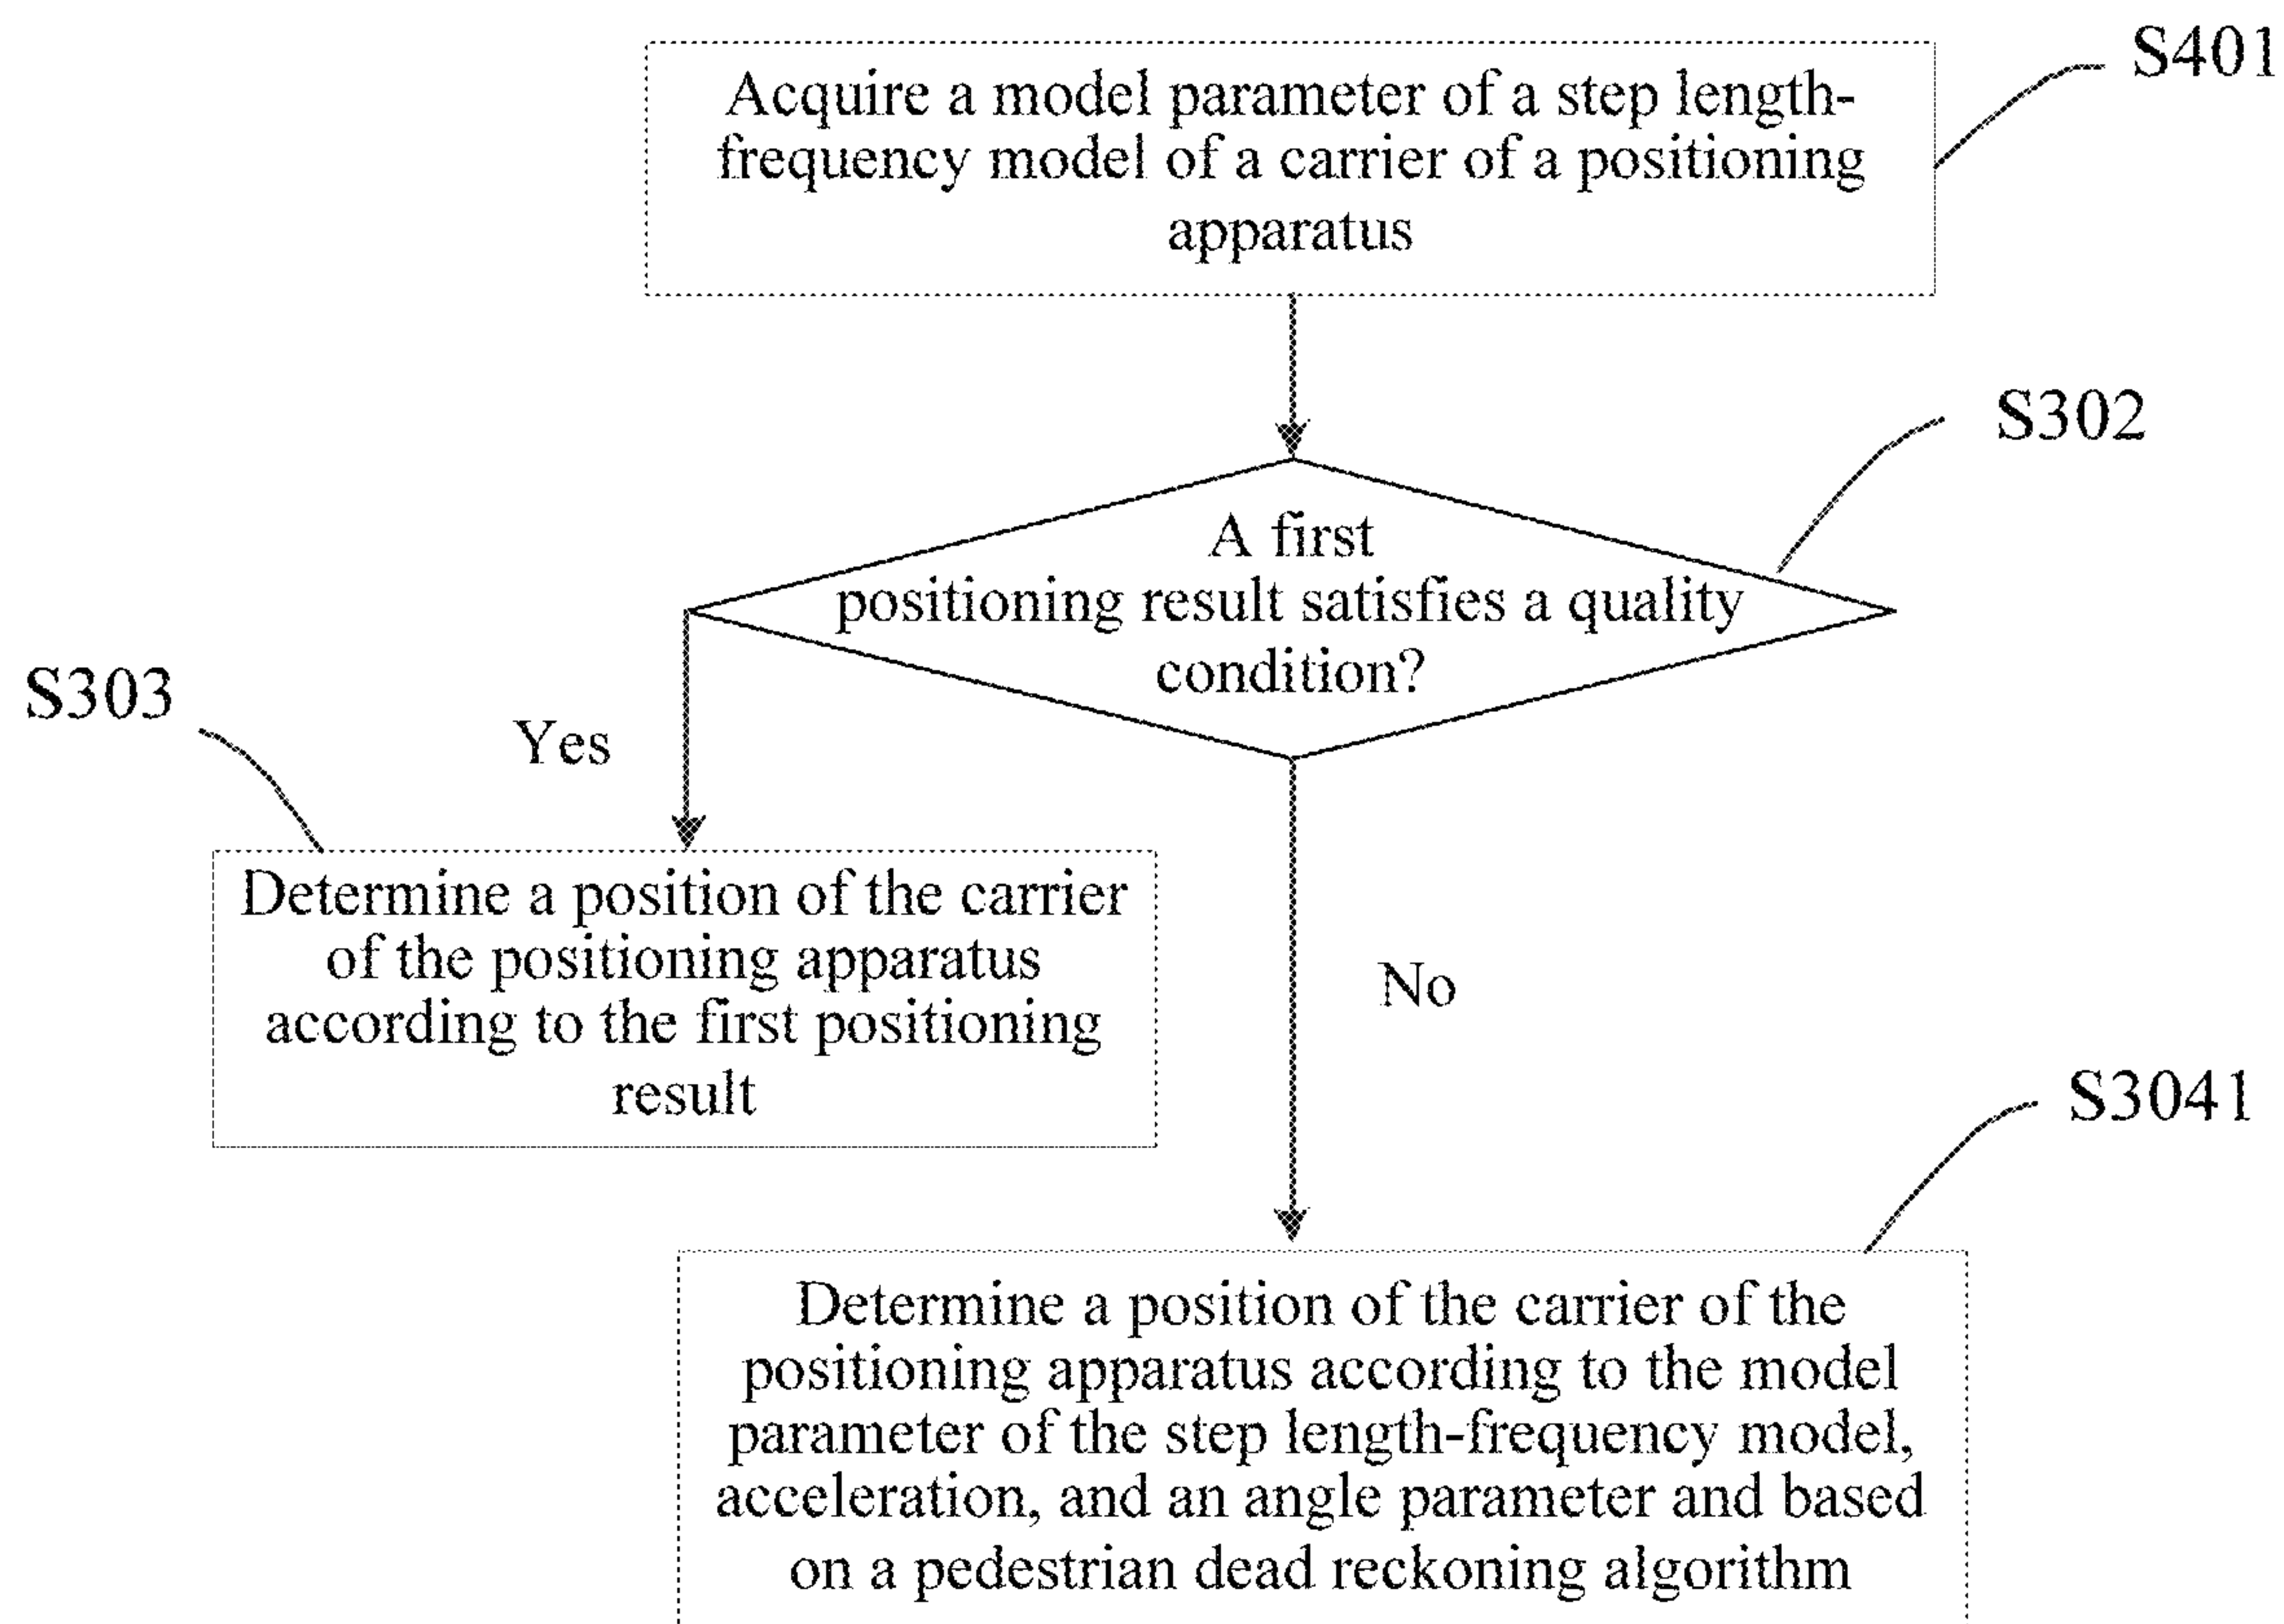 S401
Acquire a model parameter of a step length-
frequency model of a carrier of a positioning
apparatus
S302
A first
positioning result satisfies a quality
condition?
S303
Yes
Determine a position of the carrier
of the positioning apparatus
according to the first positioning
result
No
S3041
Determine a position of the carrier of the
positioning apparatus according to the model
parameter of the step length-frequency model,
acceleration, and an angle parameter and based
on a pedestrian dead reckoning algorithm